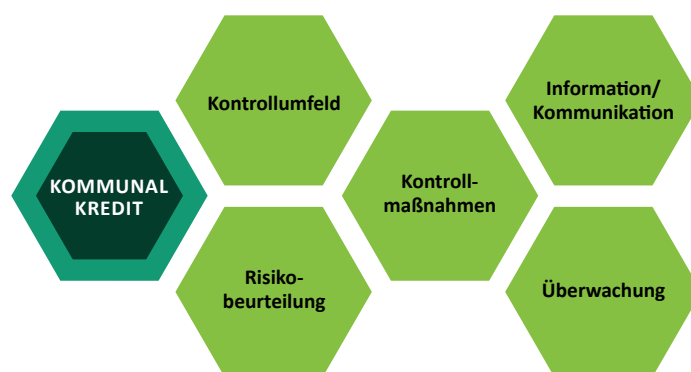 KOMMUNAL
KREDIT
Kontrollumfeld
Risiko-
beurteilung
Kontroll-
maßnahmen
Information/
Kommunikation
Überwachung